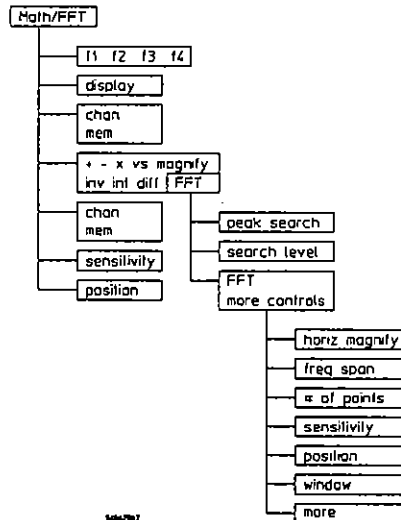 Math/FFT
f1 f2 f3 f4
display
chan
mem
+ - x vs magnify
inv int diff FFT
chan
mem
sensitivity
position
peak search
search level
FFT
more controls
horiz magnify
freq span
# of points
sensitivity
position
window
more